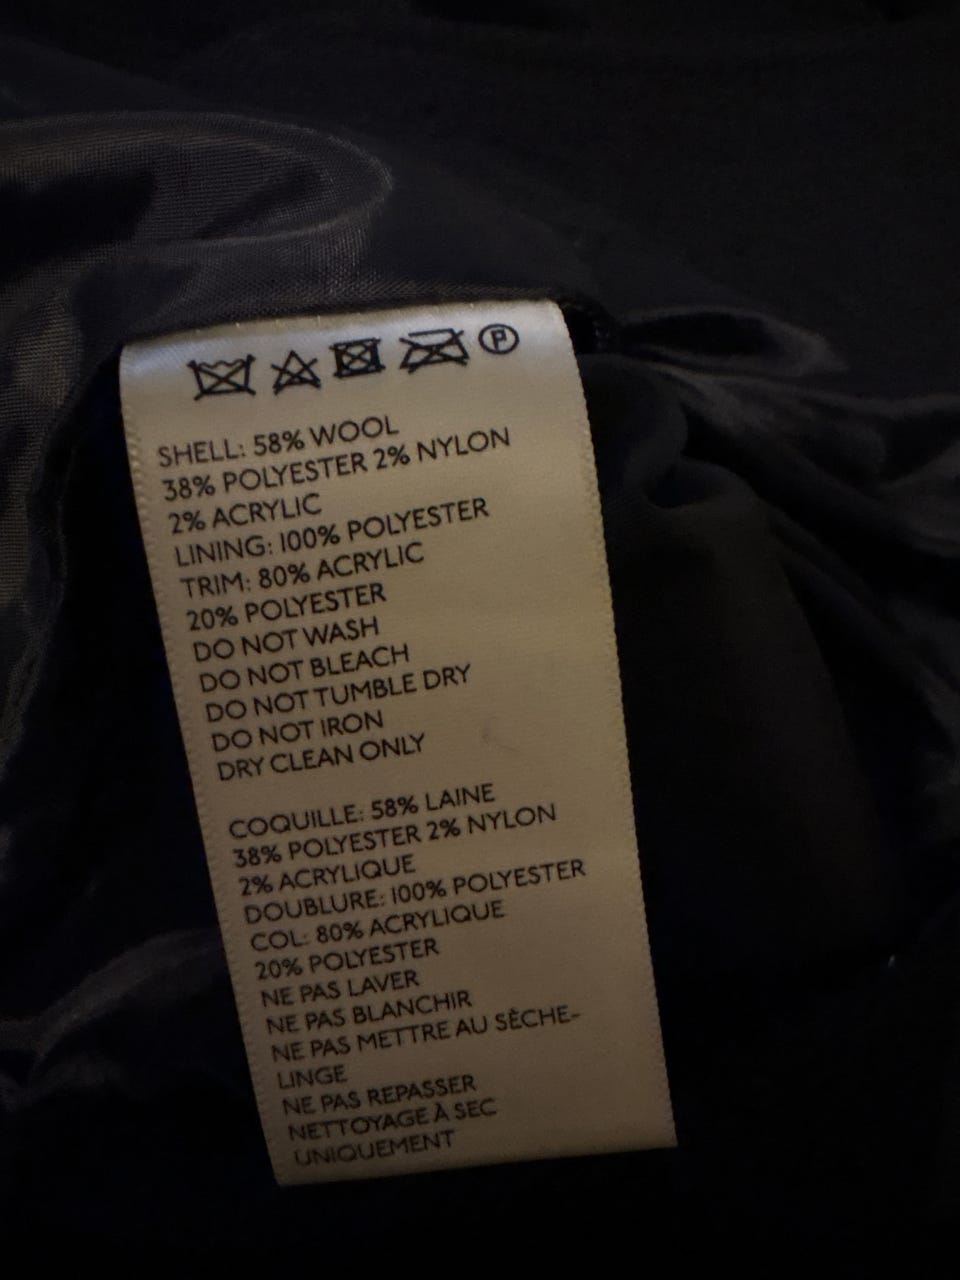 P
SHELL: 58% WOOL
38% POLYESTER 2% NYLON
2% ACRYLIC
LINING: 100% POLYESTER
TRIM: 80% ACRYLIC
20% POLYESTER
DO NOT WASH
DO NOT BLEACH
DO NOT TUMBLE DRY
DO NOT IRON
DRY CLEAN ONLY
COQUILLE: 58% LAINE
38% POLYESTER 2% NYLON
2% ACRYLIQUE
DOUBLURE: 100% POLYESTER
COL: 80% ACRYLIQUE
20% POLYESTER
NE PAS LAVER
NE PAS BLANCHIR
NE PAS METTRE AU SÈCHE-
LINGE
NE PAS REPASSER
NETTOYAGE À SEC
UNIQUEMENT